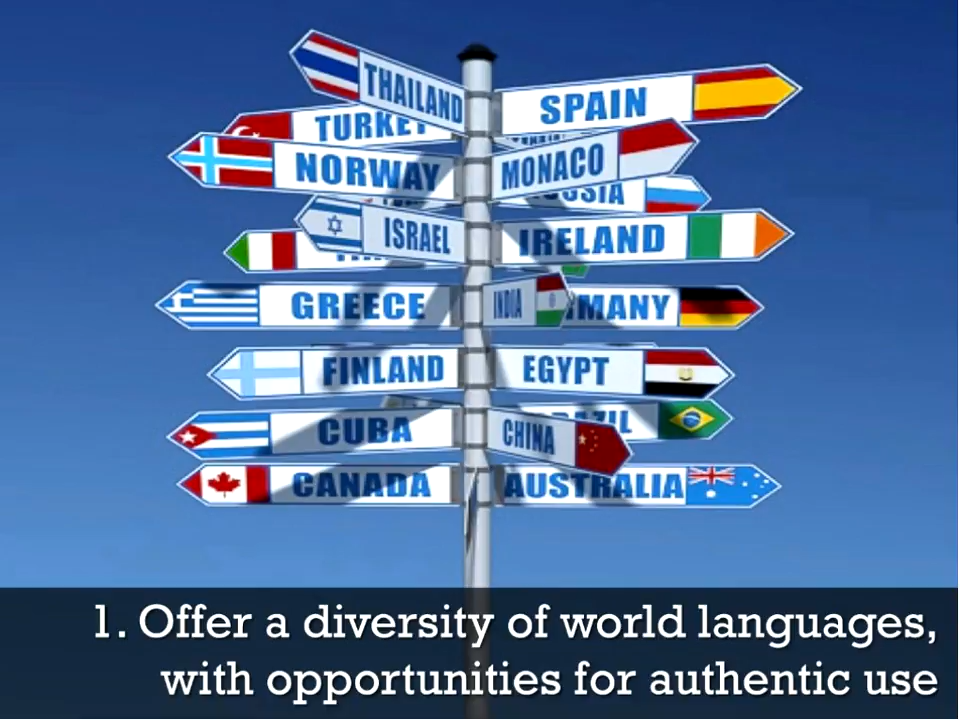 THAILAND
SPAIN
TURKEY
NORWAY
MONACO
ISRAEL
IRELAND
GREECE
INDIA
FINLAND
EGYPT
CUBA
CHINA
CANADA
AUSTRALIA
1. Offer a diversity of world languages,
with opportunities for authentic use